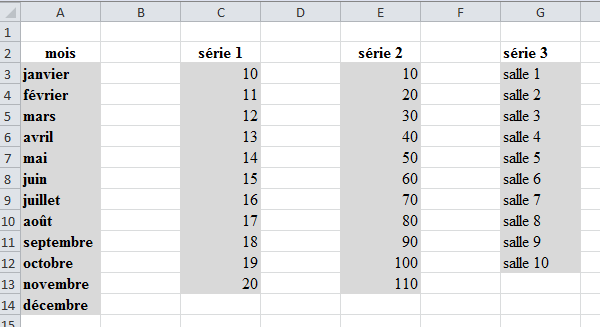 A B C D E F G
1
2 mois série 1 série 2 série 3
3 janvier 10 10 salle 1
4 février 11 20 salle 2
5 mars 12 30 salle 3
6 avril 13 40 salle 4
7 mai 14 50 salle 5
8 juin 15 60 salle 6
9 juillet 16 70 salle 7
10 août 17 80 salle 8
11 septembre 18 90 salle 9
12 octobre 19 100 salle 10
13 novembre 20 110
14 décembre
15